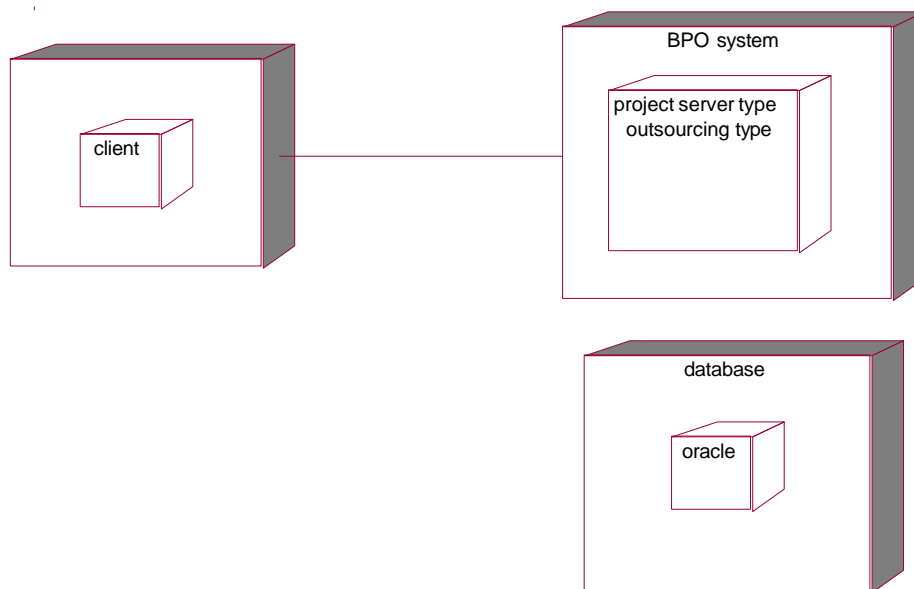 client
BPO system
project server type
outsourcing type
database
oracle